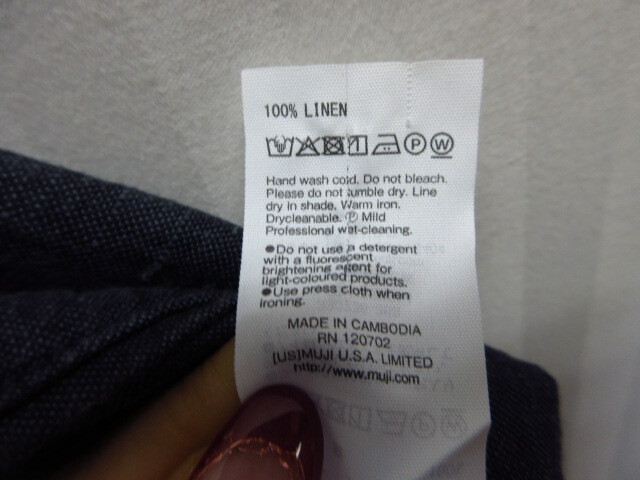 100% LINEN
Hand wash cold. Do not bleach.
Please do not tumble dry. Line
dry in shade. Warm iron.
Drycleanable. Ⓟ Mild
Professional wet-cleaning.
●Do not use a detergent
with a fluorescent
brightening agent for
light-coloured products.
●Use press cloth when
ironing.
MADE IN CAMBODIA
RN 120702
[US]MUJI U.S.A. LIMITED
http://www.muji.com